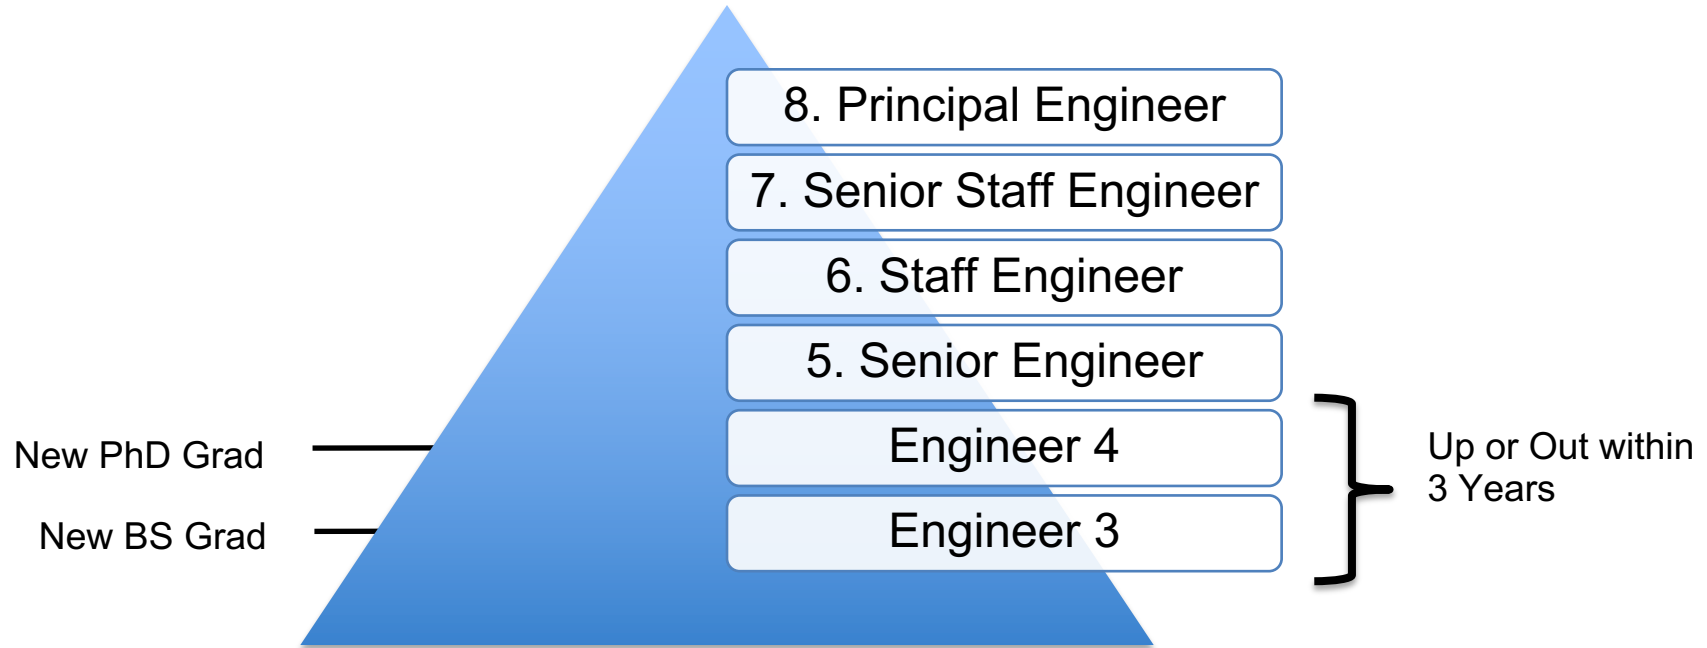 8. Principal Engineer
7. Senior Staff Engineer
6. Staff Engineer
5. Senior Engineer
Engineer 4
Engineer 3
New PhD Grad
New BS Grad
Up or Out within
3 Years